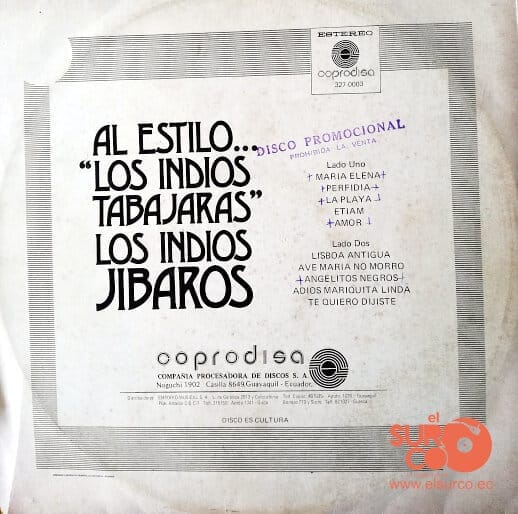 ESTEREO
coprodisa
327-0003
AL ESTILO...
"LOS INDIOS
TABAJARAS"
LOS INDIOS
JIBAROS
DISCO PROMOCIONAL
PROHIBIDA LA VENTA
Lado Uno
MARIA ELENA
PERFIDIA
LA PLAYA
ETIAM
AMOR
Lado Dos
LISBOA ANTIGUA
AVE MARIA NO MORRO
ANGELITOS NEGROS
ADIOS MARIQUITA LINDA
TE QUIERO DIJISTE
coprodisa
COMPAÑIA PROCESADORA DE DISCOS S. A.
Noguchi 1902 Casilla 8649, Guayaquil - Ecuador.
DISCO ES CULTURA
el
SURCO
www.elsurco.ec